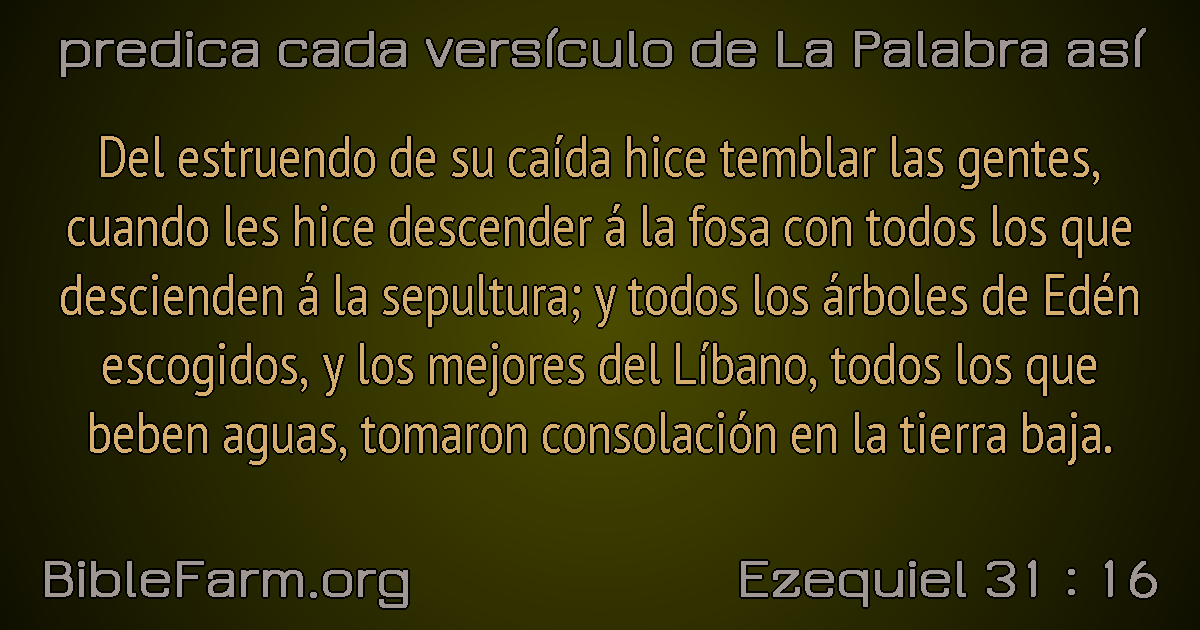 predica cada versículo de La Palabra así
Del estruendo de su caída hice temblar las gentes,
cuando les hice descender á la fosa con todos los que
descienden á la sepultura; y todos los árboles de Edén
escogidos, y los mejores del Líbano, todos los que
beben aguas, tomaron consolación en la tierra baja.
BibleFarm.org
Ezequiel 31 : 16